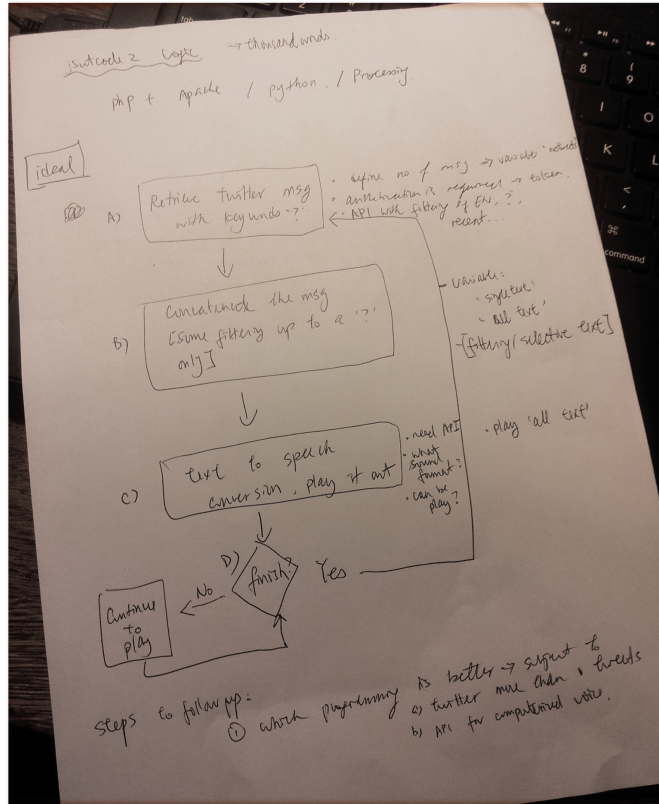 logic → thousand words.
php + Apache / python / Processing
ideal
A)
Retrieve twitter msg
with keywords '?'
• define no of msg → variable
• authentication is required → token
• API with filtering of EN, ?,
recent...
B)
the msg
[some filtering up to a '?'
only]
variable:
'single text'
'All text'
-[filtering/selective text]
C)
text to speech
conversion, play it out
• need API
• what
sound
format?
• can be
play?
• play 'all text'
D)
finish?
Yes
No
Continue
to
play
steps to follow up:
① which programming is better → subject to
a) twitter more than 1 tweets
b) API for computerized voice.
8
9
I
O
K
L
<
,
⌘
command